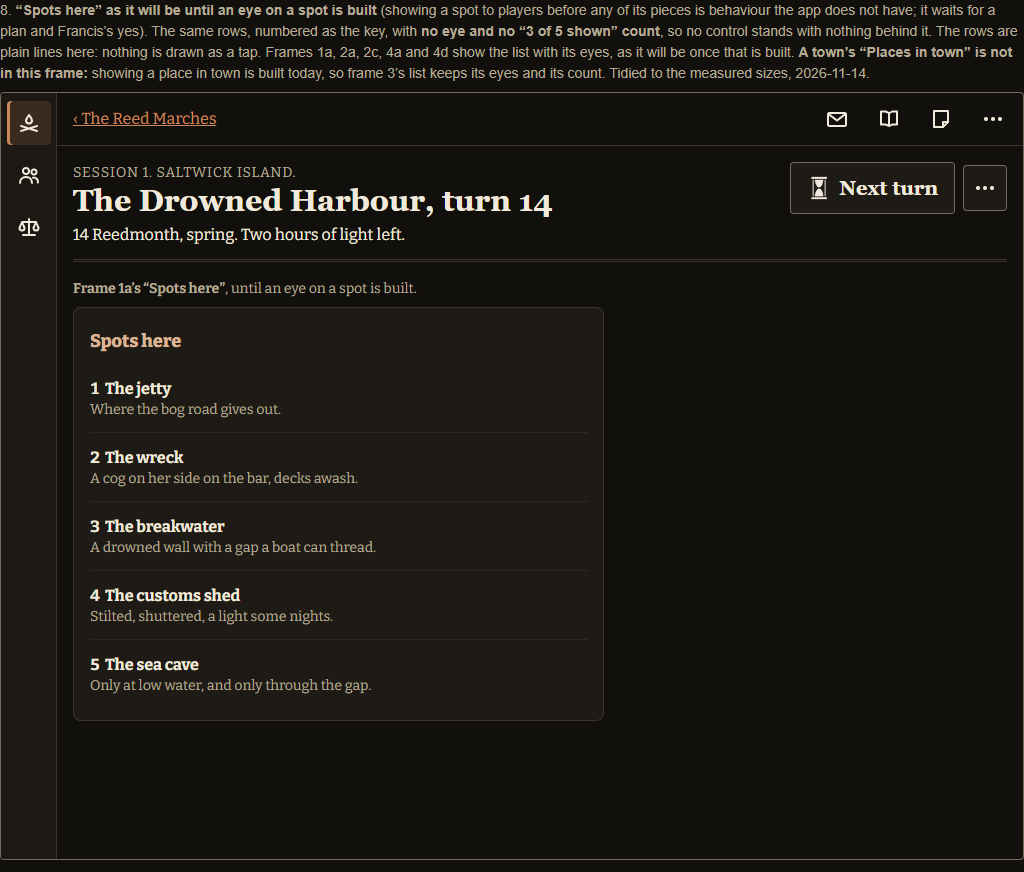 8. “Spots here” as it will be until an eye on a spot is built (showing a spot to players before any of its pieces is behaviour the app does not have; it waits for a
plan and Francis’s yes). The same rows, numbered as the key, with no eye and no “3 of 5 shown” count, so no control stands with nothing behind it. The rows are
plain lines here: nothing is drawn as a tap. Frames 1a, 2a, 2c, 4a and 4d show the list with its eyes, as it will be once that is built. A town’s “Places in town” is not
in this frame: showing a place in town is built today, so frame 3’s list keeps its eyes and its count. Tidied to the measured sizes, 2026-11-14.
‹ The Reed Marches
SESSION 1. SALTWICK ISLAND.
The Drowned Harbour, turn 14
Next turn
14 Reedmonth, spring. Two hours of light left.
Frame 1a’s “Spots here”, until an eye on a spot is built.
Spots here
1 The jetty
Where the bog road gives out.
2 The wreck
A cog on her side on the bar, decks awash.
3 The breakwater
A drowned wall with a gap a boat can thread.
4 The customs shed
Stilted, shuttered, a light some nights.
5 The sea cave
Only at low water, and only through the gap.